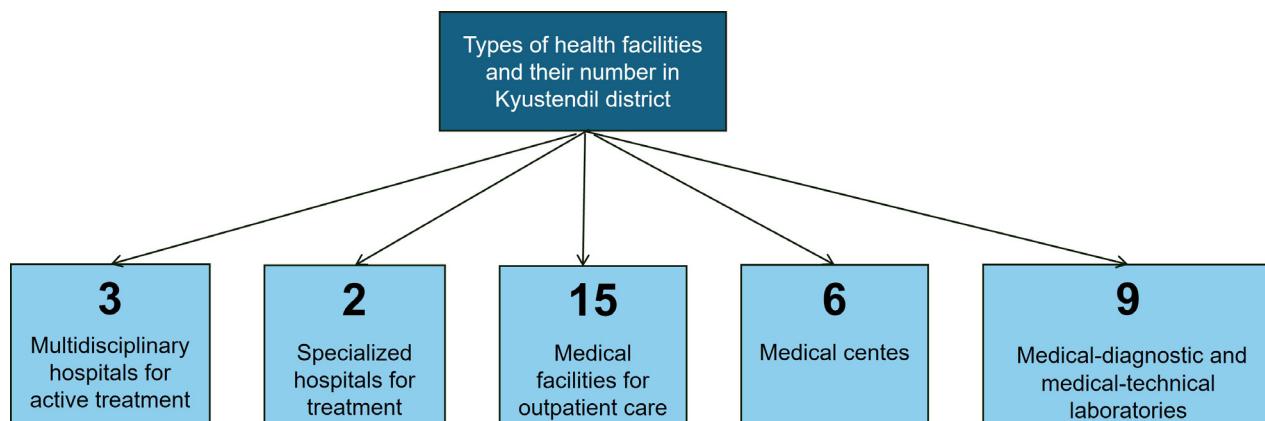 Types of health facilities
and their number in
Kyustendil district
3
Multidisciplinary
hospitals for
active treatment
2
Specialized
hospitals for
treatment
15
Medical
facilities for
outpatient care
6
Medical centes
9
Medical-diagnostic and
medical-technical
laboratories